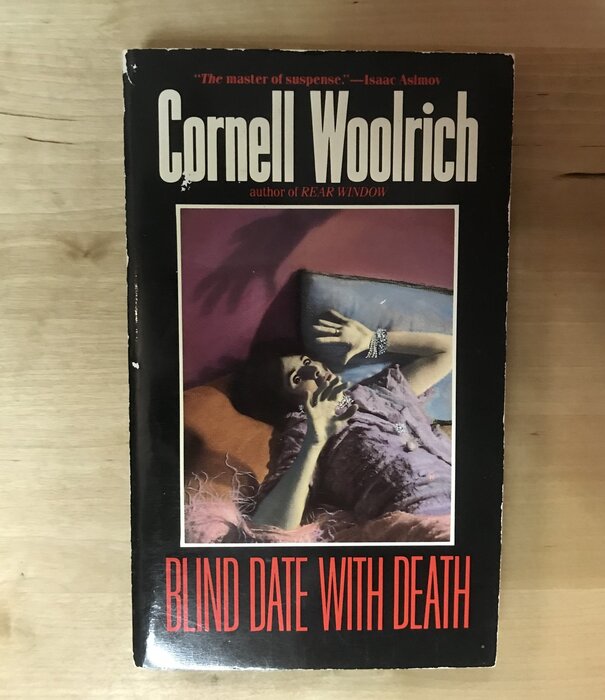 "The master of suspense."—Isaac Asimov
Cornell Woolrich
author of REAR WINDOW
BLIND DATE WITH DEATH